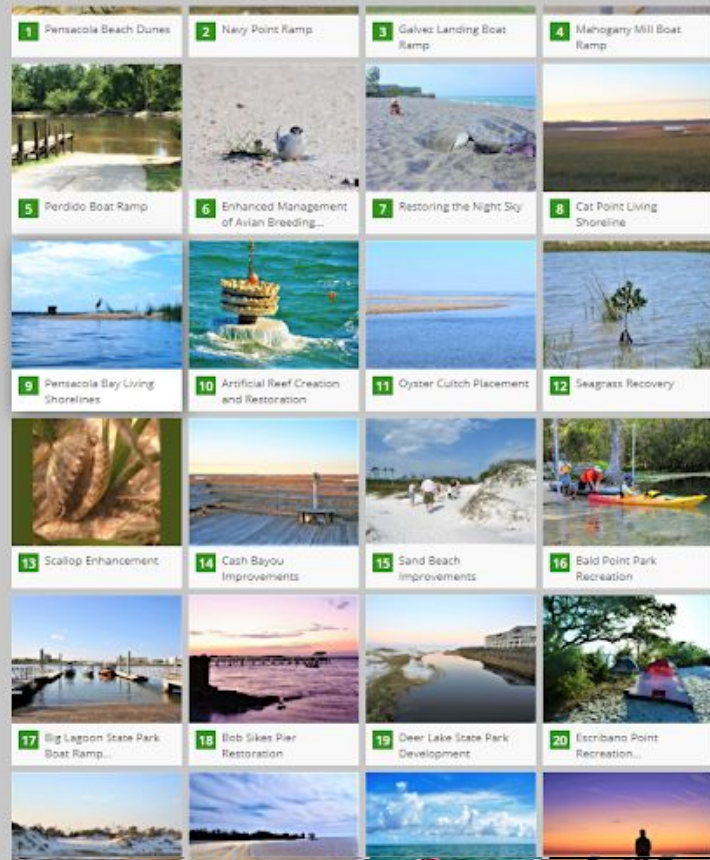 1 Pensacola Beach Dunes
2 Navy Point Ramp
3 Galvez Landing Boat
Ramp
4 Mahogany Mill Boat
Ramp
5 Perdido Boat Ramp
6 Enhanced Management
of Avian Breeding...
7 Restoring the Night Sky
8 Cat Point Living
Shoreline
9 Pensacola Bay Living
Shorelines
10 Artificial Reef Creation
and Restoration
11 Oyster Cultch Placement
12 Seagrass Recovery
13 Scallop Enhancement
14 Cash Bayou
Improvements
15 Sand Beach
Improvements
16 Bald Point Park
Recreation
17 Big Lagoon State Park
Boat Ramp...
18 Bob Sikes Pier
Restoration
19 Deer Lake State Park
Development
20 Escribano Point
Recreation...